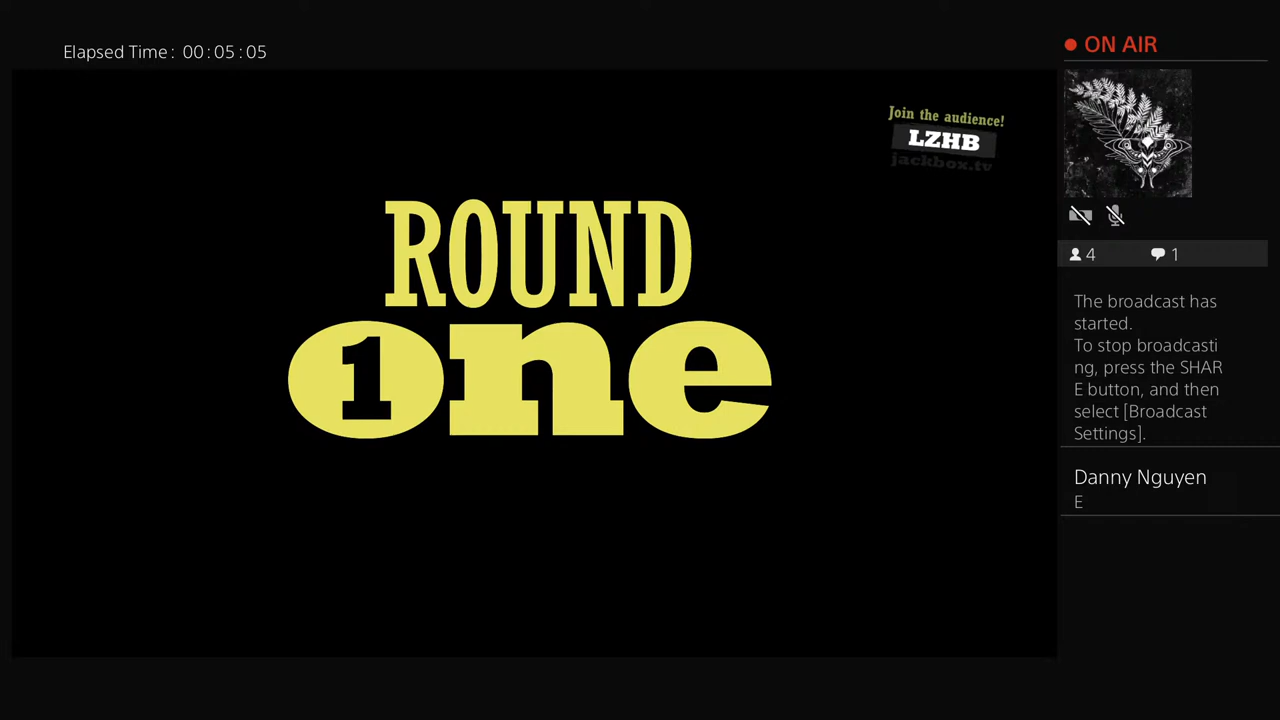 Elapsed Time: 00:05:05
ON AIR
Join the audience!
LZHB
jackbox.tv
ROUND
1ne
4 1
The broadcast has
started.
To stop broadcasti
ng, press the SHAR
E button, and then
select [Broadcast
Settings].
Danny Nguyen
E